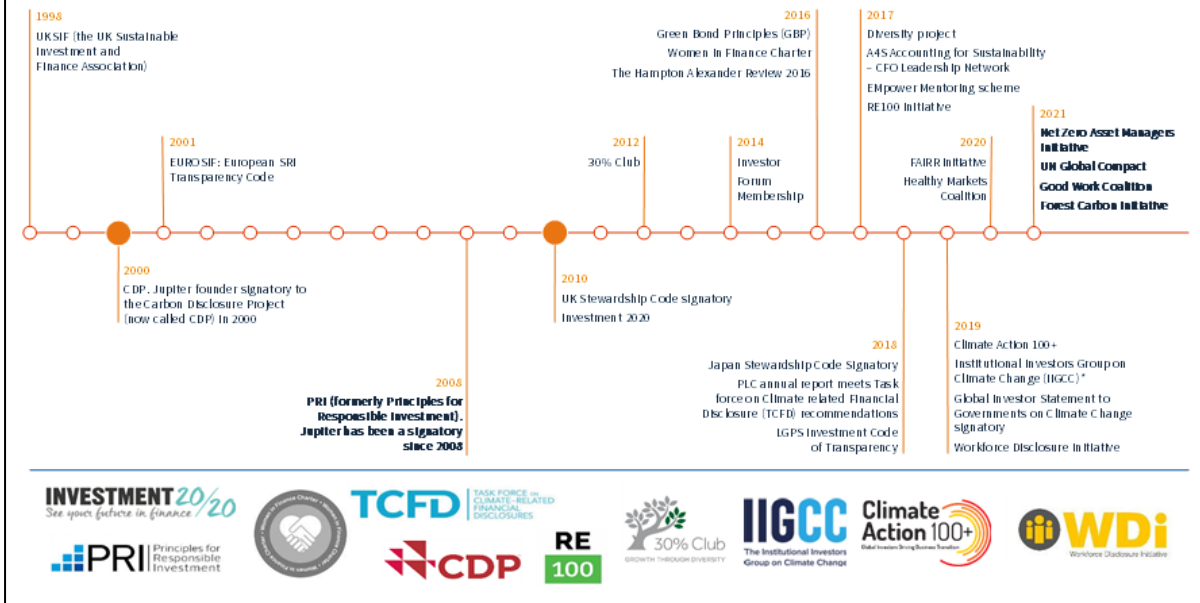 1998
UKSIF (the UK Sustainable
Investment and
Finance Association)
2001
EUROSIF: European SRI
Transparency Code
2012
30% Club
2014
Investor
Forum
Membership
2016
Green Bond Principles (GBP)
Women in Finance Charter
The Hampton Alexander Review 2016
2017
Diversity project
A4S Accounting for Sustainability
– CFO Leadership Network
EMpower Mentoring scheme
RE100 Initiative
2020
FAIRR Initiative
Healthy Markets
Coalition
2021
Net Zero Asset Managers
Initiative
UN Global Compact
Good Work Coalition
Forest Carbon Initiative
2000
CDP. Jupiter founder signatory to
the Carbon Disclosure Project
(now called CDP) in 2000
2008
PRI (formerly Principles for
Responsible Investment).
Jupiter has been a signatory
since 2008
2010
UK Stewardship Code signatory
Investment 2020
2018
Japan Stewardship Code Signatory
PLC annual report meets Task
force on Climate related Financial
Disclosure (TCFD) recommendations
LGPS Investment Code
of Transparency
2019
Climate Action 100+
Institutional Investors Group on
Climate Change (IIGCC)*
Global Investor Statement to
Governments on Climate Change
signatory
Workforce Disclosure Initiative
INVESTMENT 20/20
See your future in finance
PRI Principles for
Responsible
Investment
Women in Finance Charter
TCFD TASK FORCE ON
CLIMATE-RELATED
FINANCIAL
DISCLOSURES
CDP
RE
100
30% Club
GROWTH THROUGH DIVERSITY
IIGCC
The Institutional Investors
Group on Climate Change
Climate
Action 100+
Global Investors Driving Business Transition
WDi
Workforce Disclosure Initiative